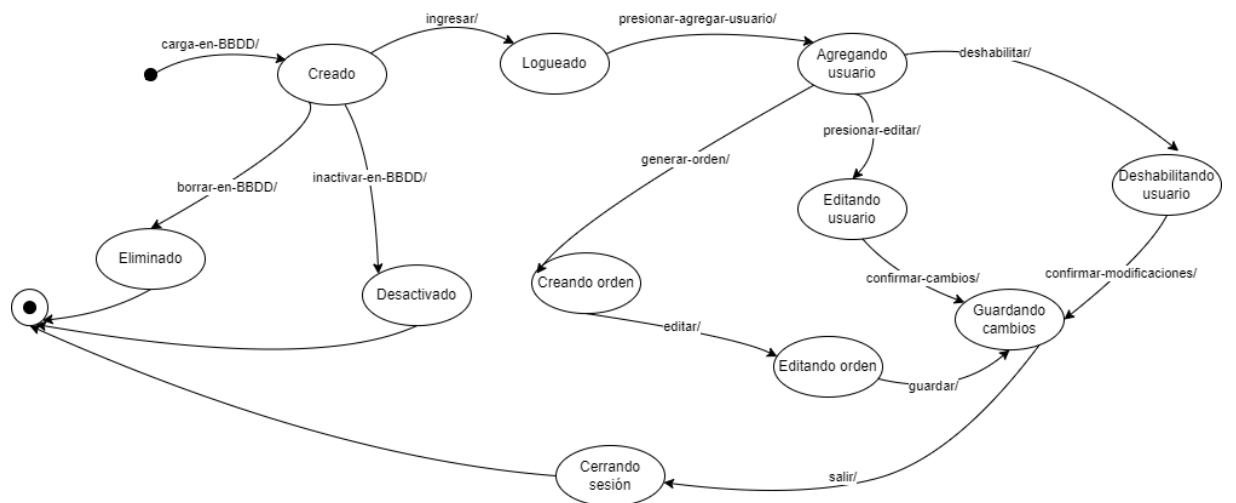 ingresar/
presionar-agregar-usuario/
carga-en-BBDD/
deshabilitar/
Creado
Logueado
Agregando
usuario
presionar-editar/
generar-orden/
inactivar-en-BBDD/
borrar-en-BBDD/
Deshabilitando
usuario
Editando
usuario
Eliminado
Creando orden
confirmar-cambios/
confirmar-modificaciones/
Desactivado
Guardando
cambios
editar/
Editando orden
guardar/
Cerrando
sesión
salir/